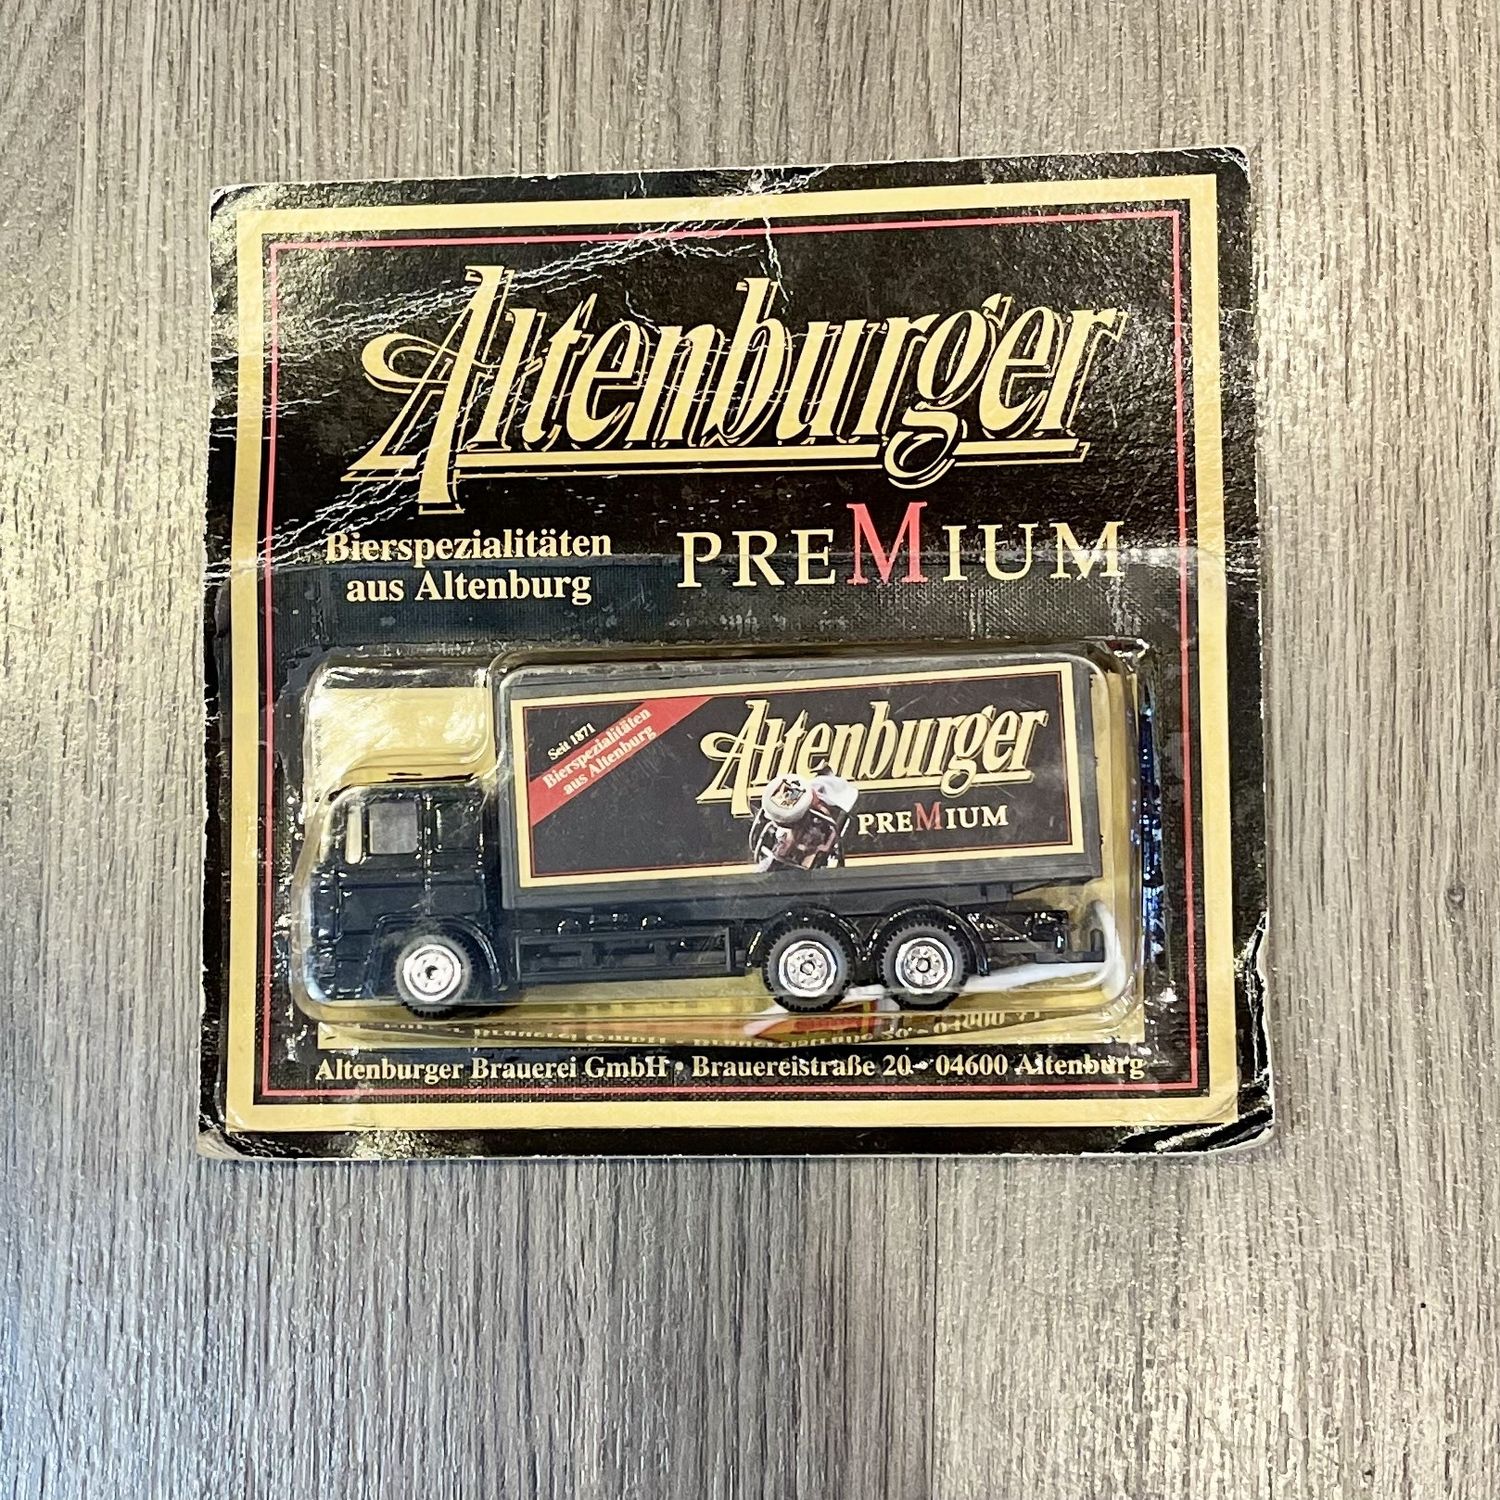 Altenburger
Bierspezialitäten
aus Altenburg
PREMIUM
Seit 1871
Bierspezialitäten
aus Altenburg
Altenburger
PREMIUM
Altenburger Brauerei GmbH • Brauereistraße 20 • 04600 Altenburg